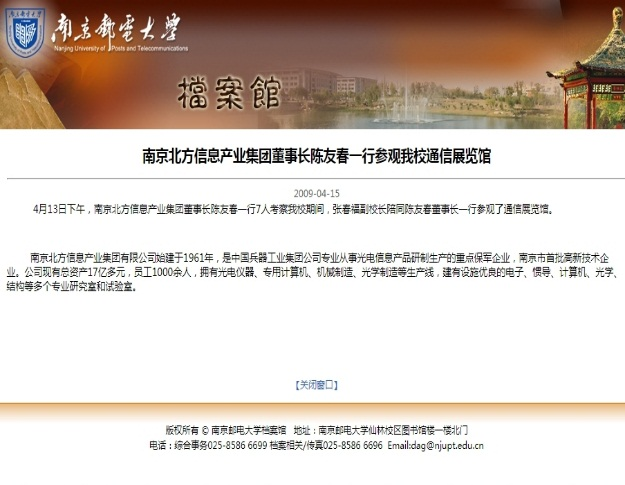 南京邮电大学
Nanjing University of Posts and Telecommunications
檔案館
南京北方信息产业集团董事长陈友春一行参观我校通信展览馆
2009-04-15
4月13日下午，南京北方信息产业集团董事长陈友春一行7人考察我校期间，张春福副校长陪同陈友春董事长一行参观了通信展览馆。
南京北方信息产业集团有限公司始建于1961年，是中国兵器工业集团公司专业从事光电信息产品研制生产的重点保军企业，南京市首批高新技术企
业。公司现有总资产17亿多元，员工1000余人，拥有光电仪器、专用计算机、机械制造、光学制造等生产线，建有设施优良的电子、惯导、计算机、光学、
结构等多个专业研究室和试验室。
【关闭窗口】
版权所有 © 南京邮电大学档案馆 地址：南京邮电大学仙林校区图书馆楼一楼北门
电话：综合事务025-8586 6699 档案相关/传真025-8586 6696 Email:dag@njupt.edu.cn